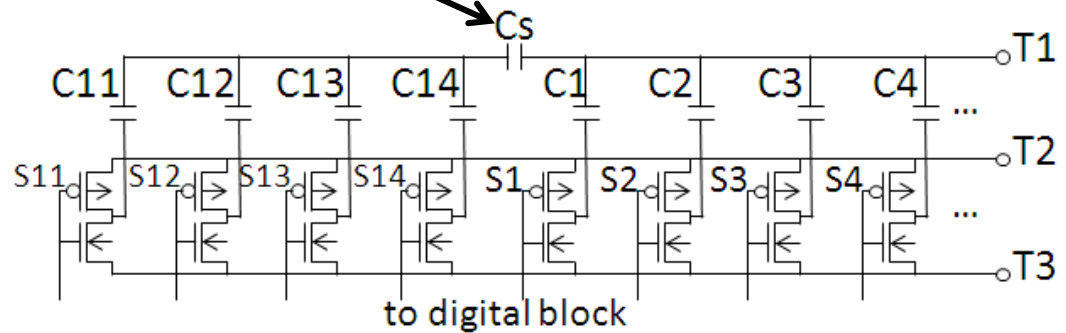 Cs
T1
C11 C12 C13 C14 C1 C2 C3 C4
...
T2
S11 S12 S13 S14 S1 S2 S3 S4
...
T3
to digital block